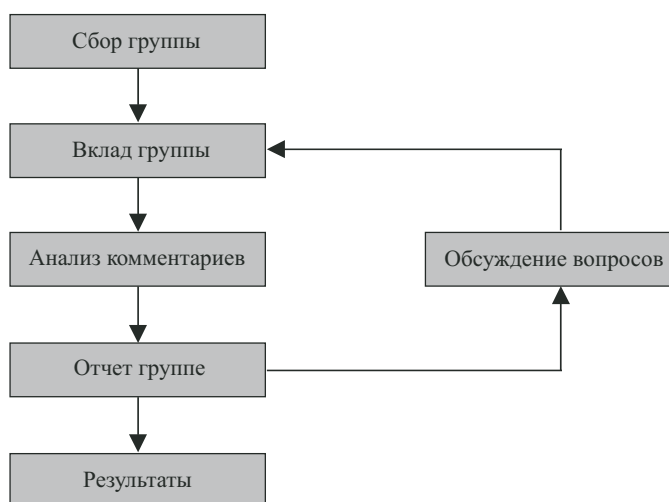 Сбор группы
Вклад группы
Анализ комментариев
Обсуждение вопросов
Отчет группе
Результаты